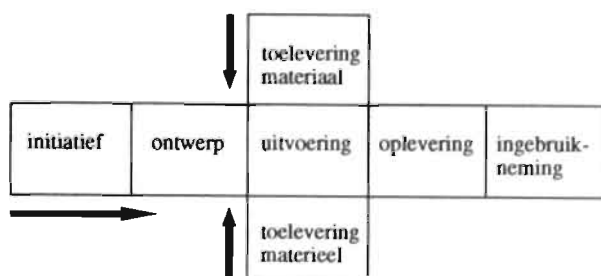 toelevering
materiaal
initiatief
ontwerp
uitvoering
oplevering
ingebruik-
neming
toelevering
materieel